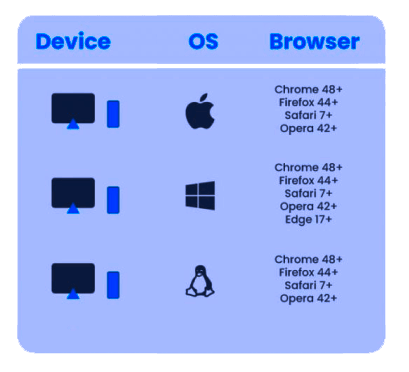 Device OS Browser
Chrome 48+
Firefox 44+
Safari 7+
Opera 42+
Chrome 48+
Firefox 44+
Safari 7+
Opera 42+
Edge 17+
Chrome 48+
Firefox 44+
Safari 7+
Opera 42+